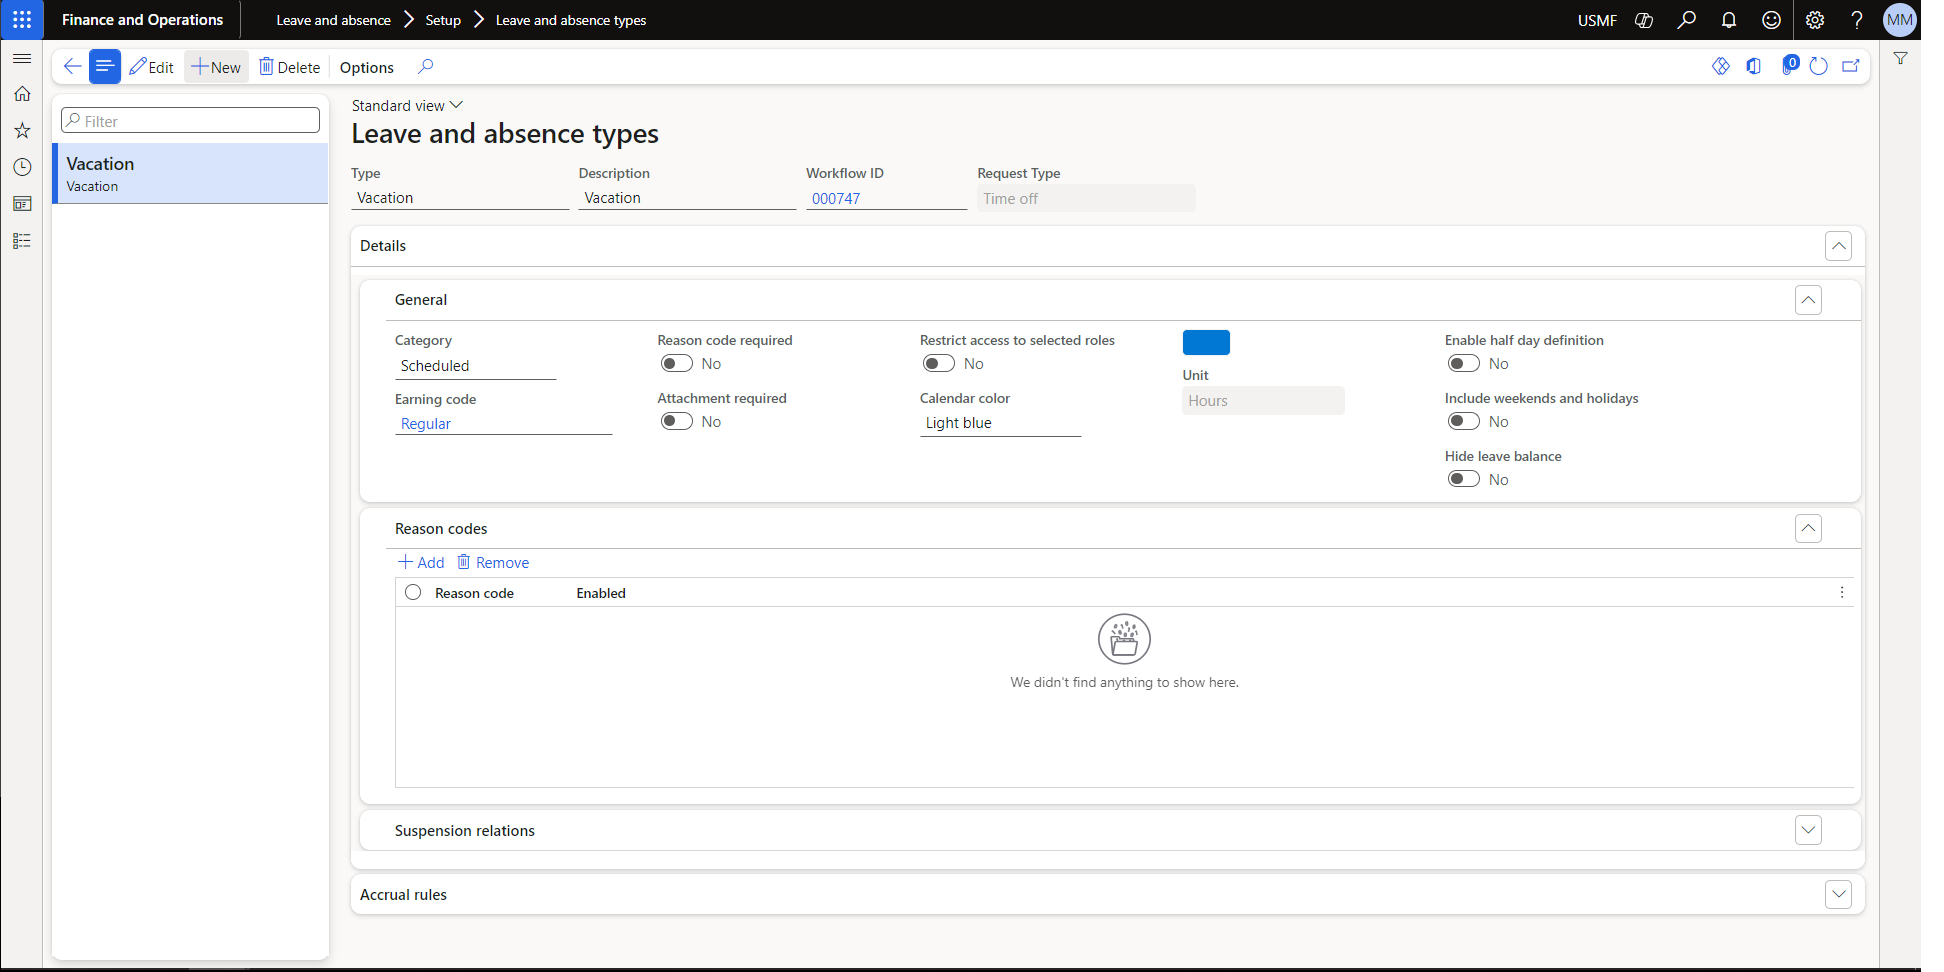 Finance and Operations
Leave and absence
Setup
Leave and absence types
USMF
MM
Edit
New
Delete
Options
0
Filter
Vacation
Vacation
Standard view
Leave and absence types
Type
Description
Workflow ID
Request Type
Vacation
Vacation
000747
Time off
Details
General
Category
Scheduled
Earning code
Regular
Reason code required
No
Attachment required
No
Restrict access to selected roles
No
Calendar color
Light blue
Unit
Hours
Enable half day definition
No
Include weekends and holidays
No
Hide leave balance
No
Reason codes
Add
Remove
Reason code
Enabled
We didn't find anything to show here.
Suspension relations
Accrual rules